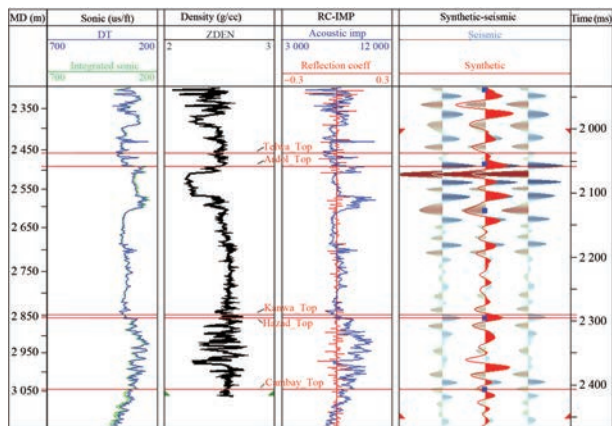 MD (m) Sonic (us/ft) Density (g/cc) RC-IMP Synthetic-seismic Time (ms)
700 DT 200
2 ZDEN 3
3 000 Acoustic imp 12 000
Seismic
Integrated sonic
700 200
Reflection coeff
−0.3 0.3
Synthetic
2 350
2 000
2 450
Ardol_Top
2 550
2 100
2 650
2 200
2 750
Kanwa_Top
2 850
2 300
Hazad_Top
2 950
Cambay_Top
3 050
2 400